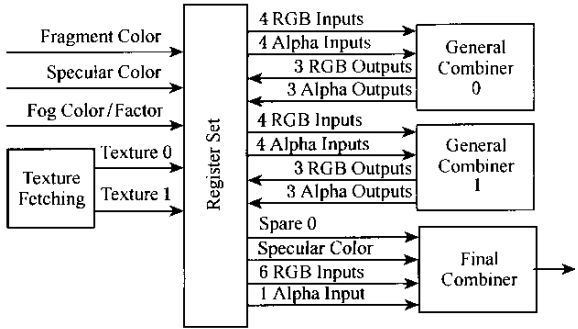 Fragment Color
Specular Color
Fog Color/Factor
Texture
Fetching
Texture 0
Texture 1
Register Set
4 RGB Inputs
4 Alpha Inputs
3 RGB Outputs
3 Alpha Outputs
General
Combiner
0
4 RGB Inputs
4 Alpha Inputs
3 RGB Outputs
3 Alpha Outputs
General
Combiner
1
Spare 0
Specular Color
6 RGB Inputs
1 Alpha Input
Final
Combiner